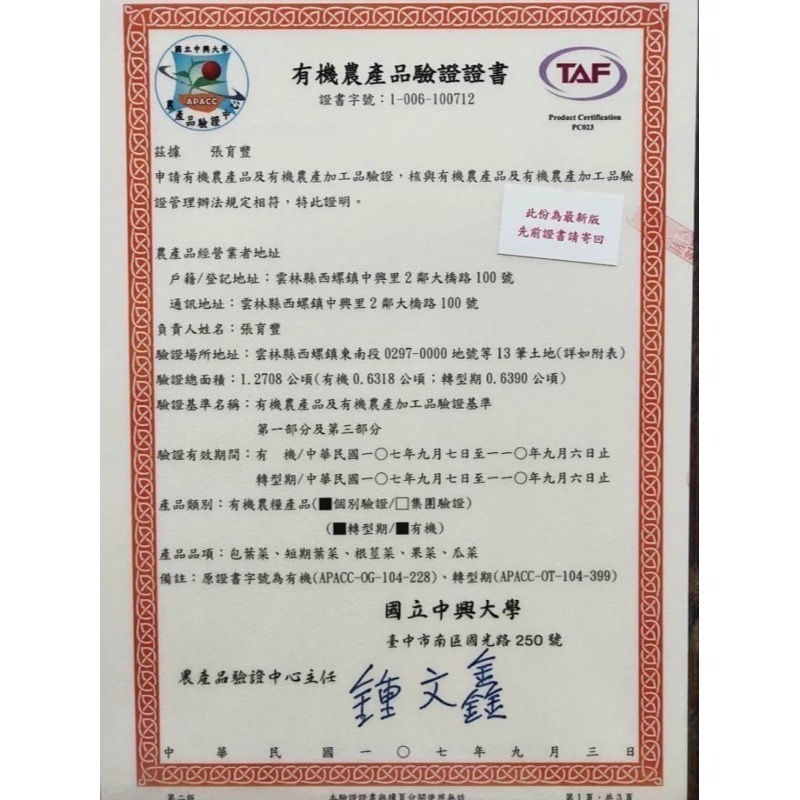 國立中興大學
APACC
農產品驗證中心
有機農產品驗證證書
證書字號：1-006-100712
TAF
Product Certification
PC023
茲據　張育豐
申請有機農產品及有機農產加工品驗證，核與有機農產品及有機農產加工品驗
證管理辦法規定相符，特此證明。
此份為最新版
先前證書請寄回
農產品經營業者地址
戶籍/登記地址：雲林縣西螺鎮中興里2鄰大橋路100號
通訊地址：雲林縣西螺鎮中興里2鄰大橋路100號
負責人姓名：張育豐
驗證場所地址：雲林縣西螺鎮東南段0297-0000地號等13筆土地(詳如附表)
驗證總面積：1.2708公頃(有機0.6318公頃；轉型期0.6390公頃)
驗證基準名稱：有機農產品及有機農產加工品驗證基準
第一部分及第三部分
驗證有效期間：有　機/中華民國一〇七年九月七日至一一〇年九月六日止
轉型期/中華民國一〇七年九月七日至一一〇年九月六日止
產品類別：有機農糧產品(■個別驗證/□集團驗證)
(■轉型期/■有機)
產品品項：包葉菜、短期葉菜、根莖菜、果菜、瓜菜
備註：原證書字號為有機(APACC-OG-104-228)、轉型期(APACC-OT-104-399)
國立中興大學
臺中市南區國光路250號
農產品驗證中心主任
鍾文鑫
中華民國一〇七年九月三日
第二版
本驗證證書與續頁分開使用無效
第1頁，共3頁